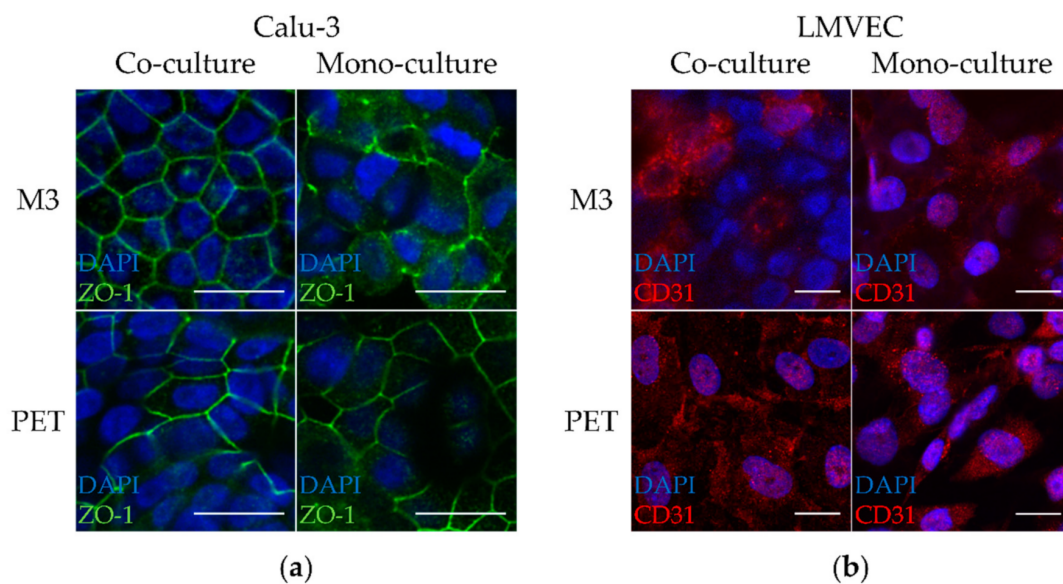 Calu-3
LMVEC
Co-culture Mono-culture
Co-culture Mono-culture
M3
DAPI
ZO-1
DAPI
ZO-1
M3
DAPI
CD31
DAPI
CD31
PET
DAPI
ZO-1
DAPI
ZO-1
PET
DAPI
CD31
DAPI
CD31
(a)
(b)